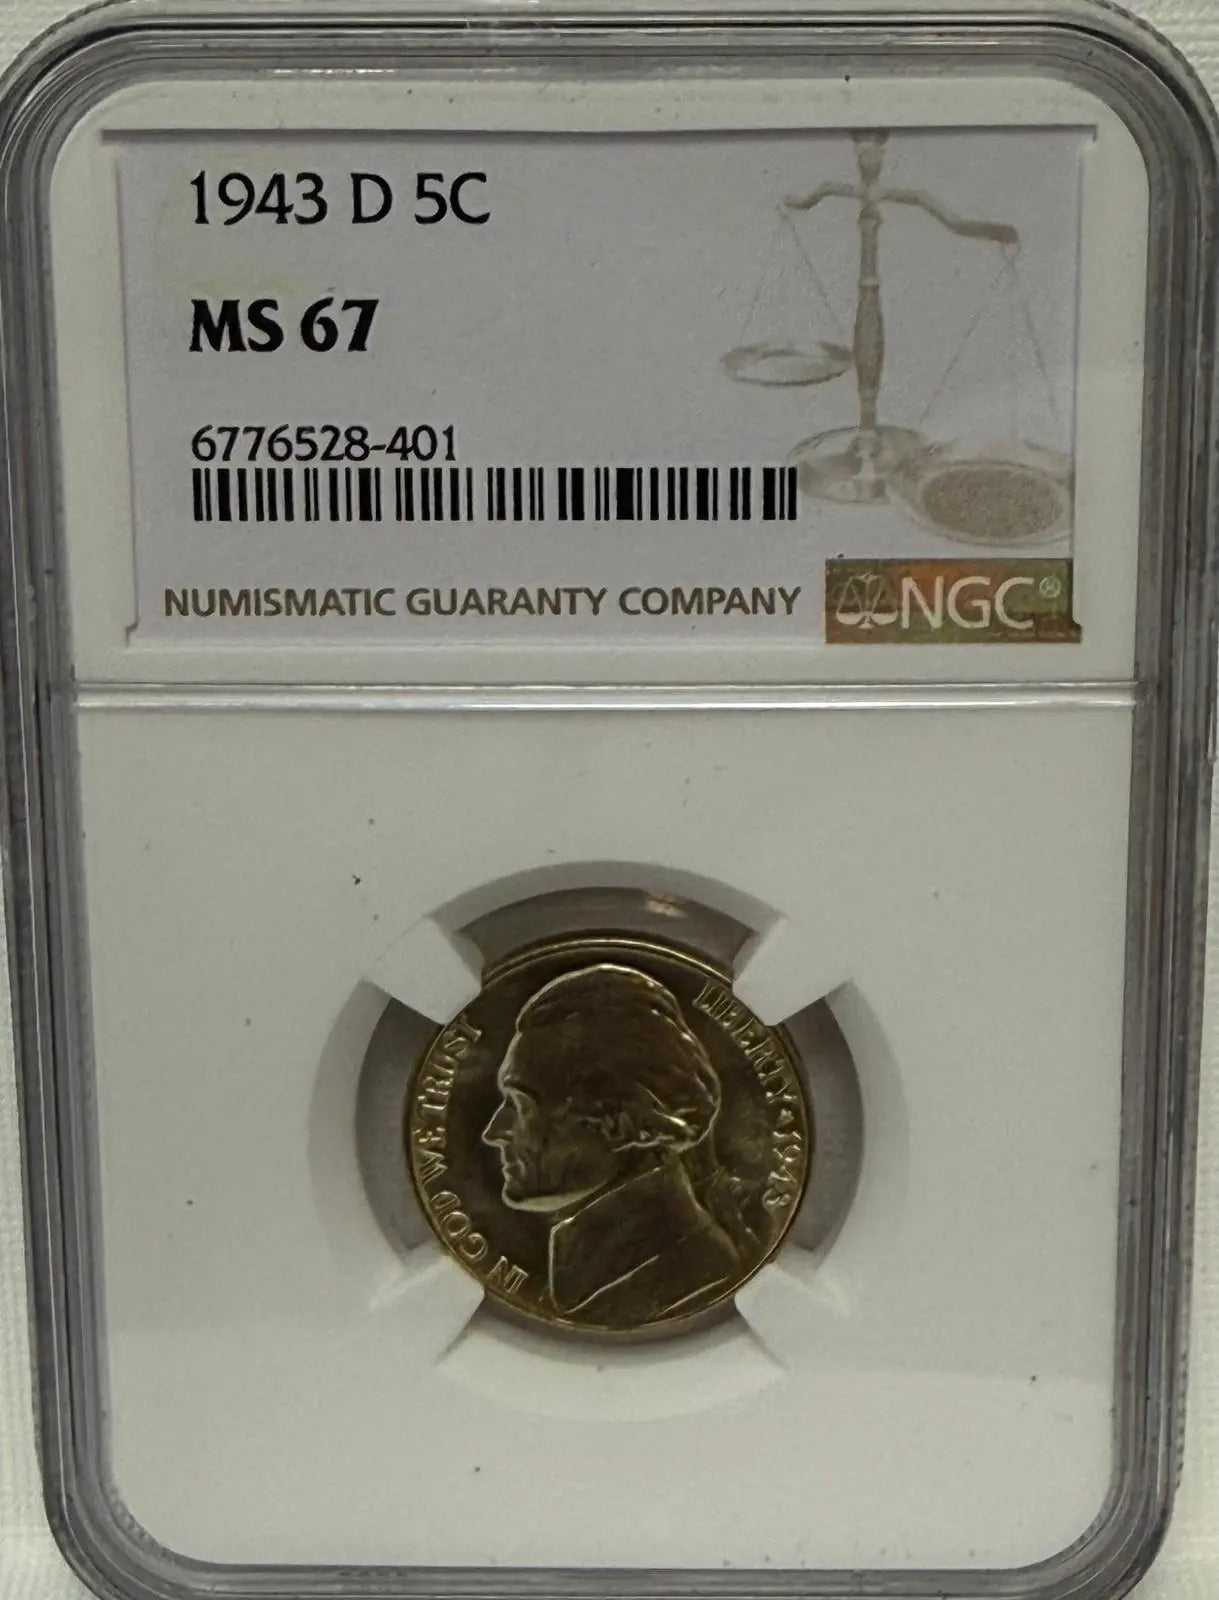 1943 D 5C
MS 67
6776528-401
NUMISMATIC GUARANTY COMPANY
NGC®
IN GOD WE TRUST
LIBERTY ★ 1943